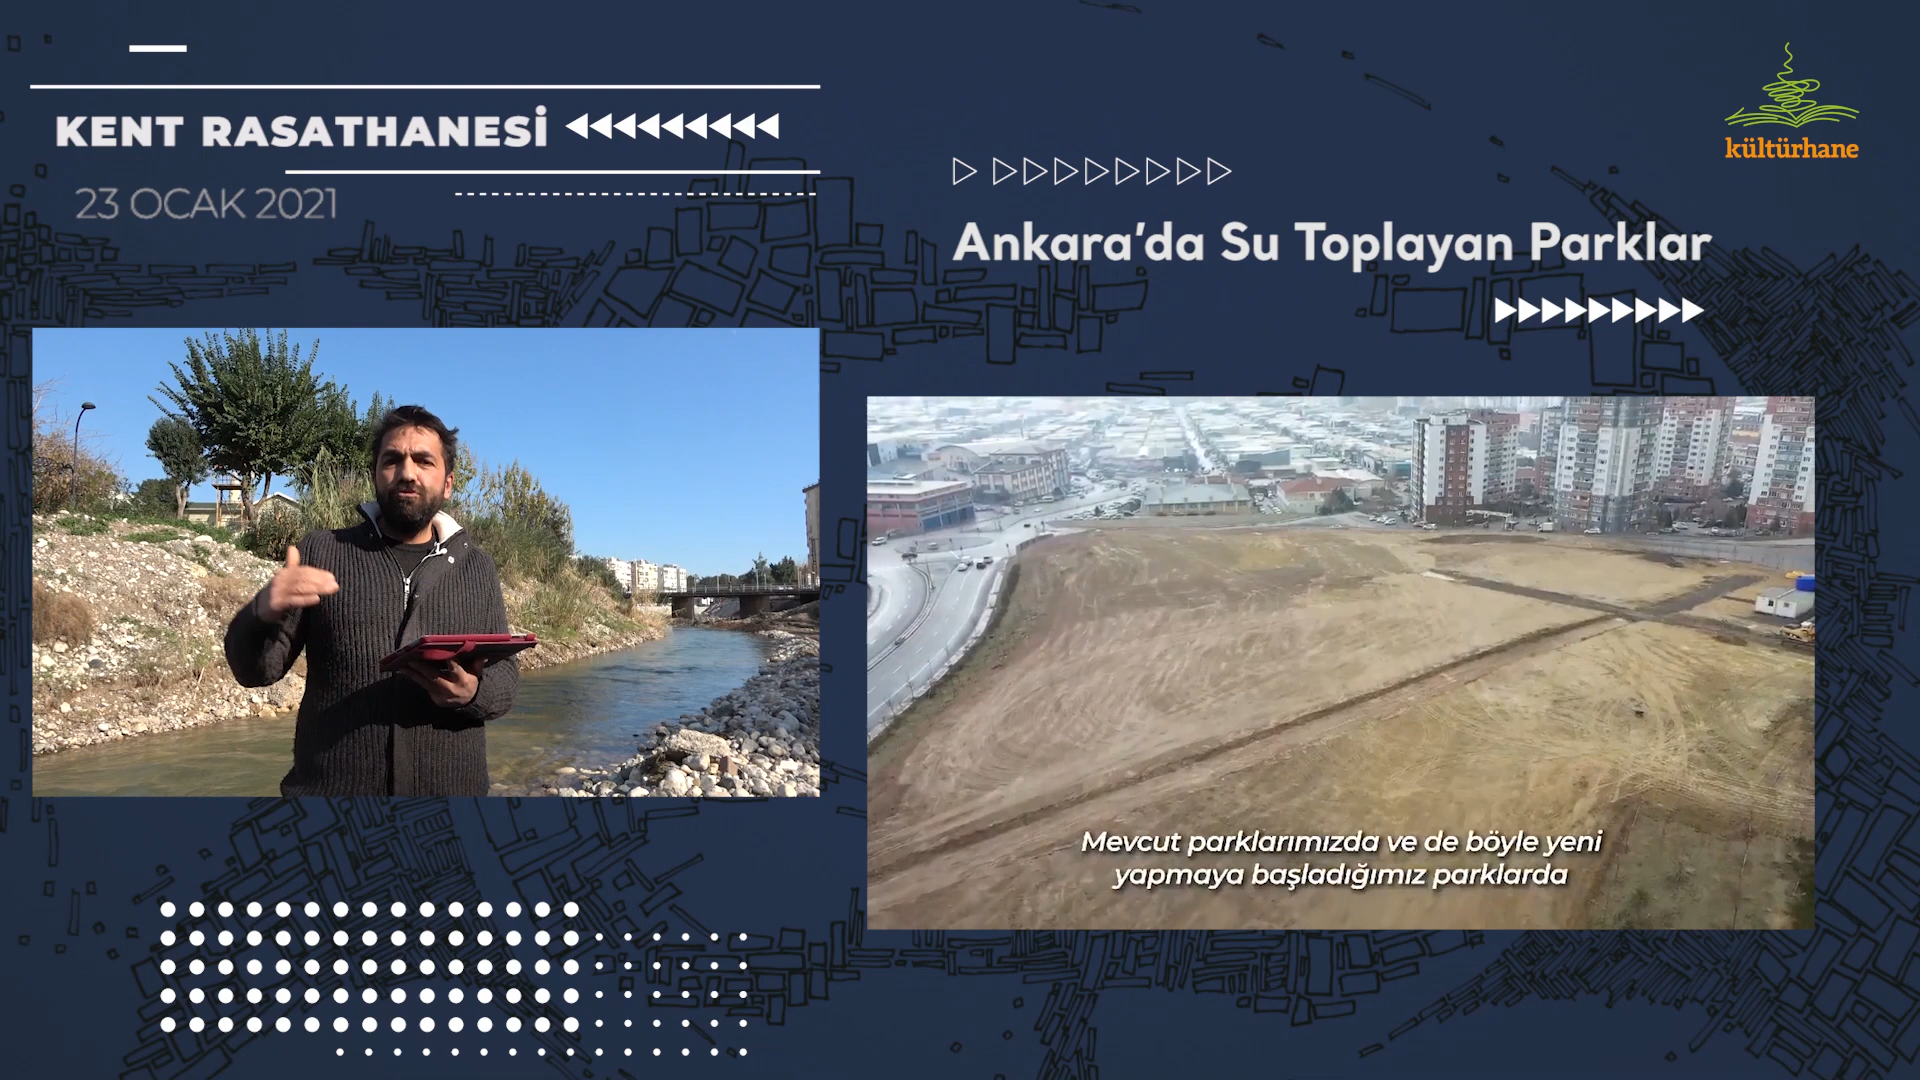 KENT RASATHANESİ
23 OCAK 2021
kültürhane
Ankara'da Su Toplayan Parklar
Mevcut parklarımızda ve de böyle yeni
yapmaya başladığımız parklarda